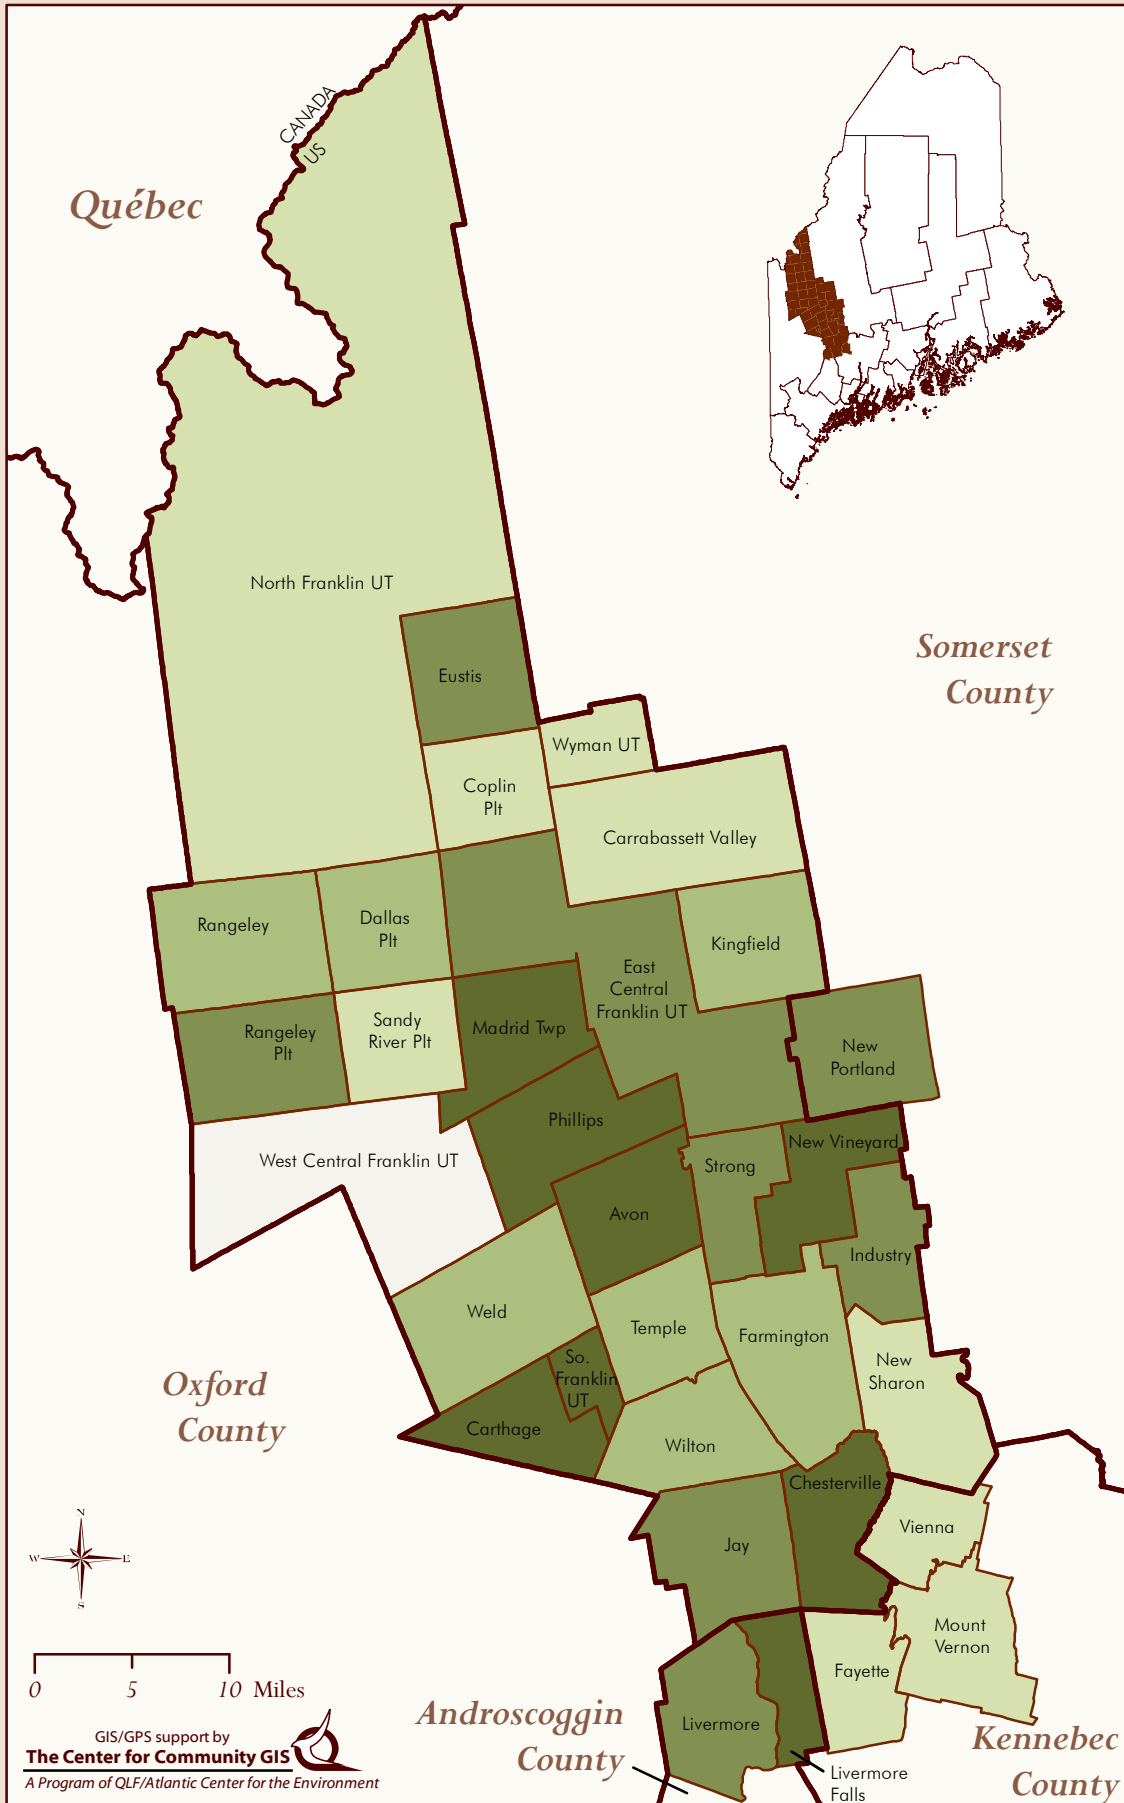 CANADA
US
Québec
North Franklin UT
Somerset
County
Eustis
Wyman UT
Coplin
Plt
Carrabassett Valley
Rangeley
Dallas
Plt
Kingfield
East
Central
Franklin UT
Sandy
River Plt
Madrid Twp
Rangeley
Plt
New
Portland
Phillips
New Vineyard
West Central Franklin UT
Strong
Avon
Industry
Weld
Temple
Farmington
So.
Franklin
UT
New
Sharon
Oxford
County
Carthage
Wilton
Chesterville
N
W
E
S
Vienna
Jay
Mount
Vernon
Fayette
0 5 10 Miles
Androscoggin
County
Livermore
Kennebec
County
Livermore
Falls
GIS/GPS support by
The Center for Community GIS
A Program of QLF/Atlantic Center for the Environment